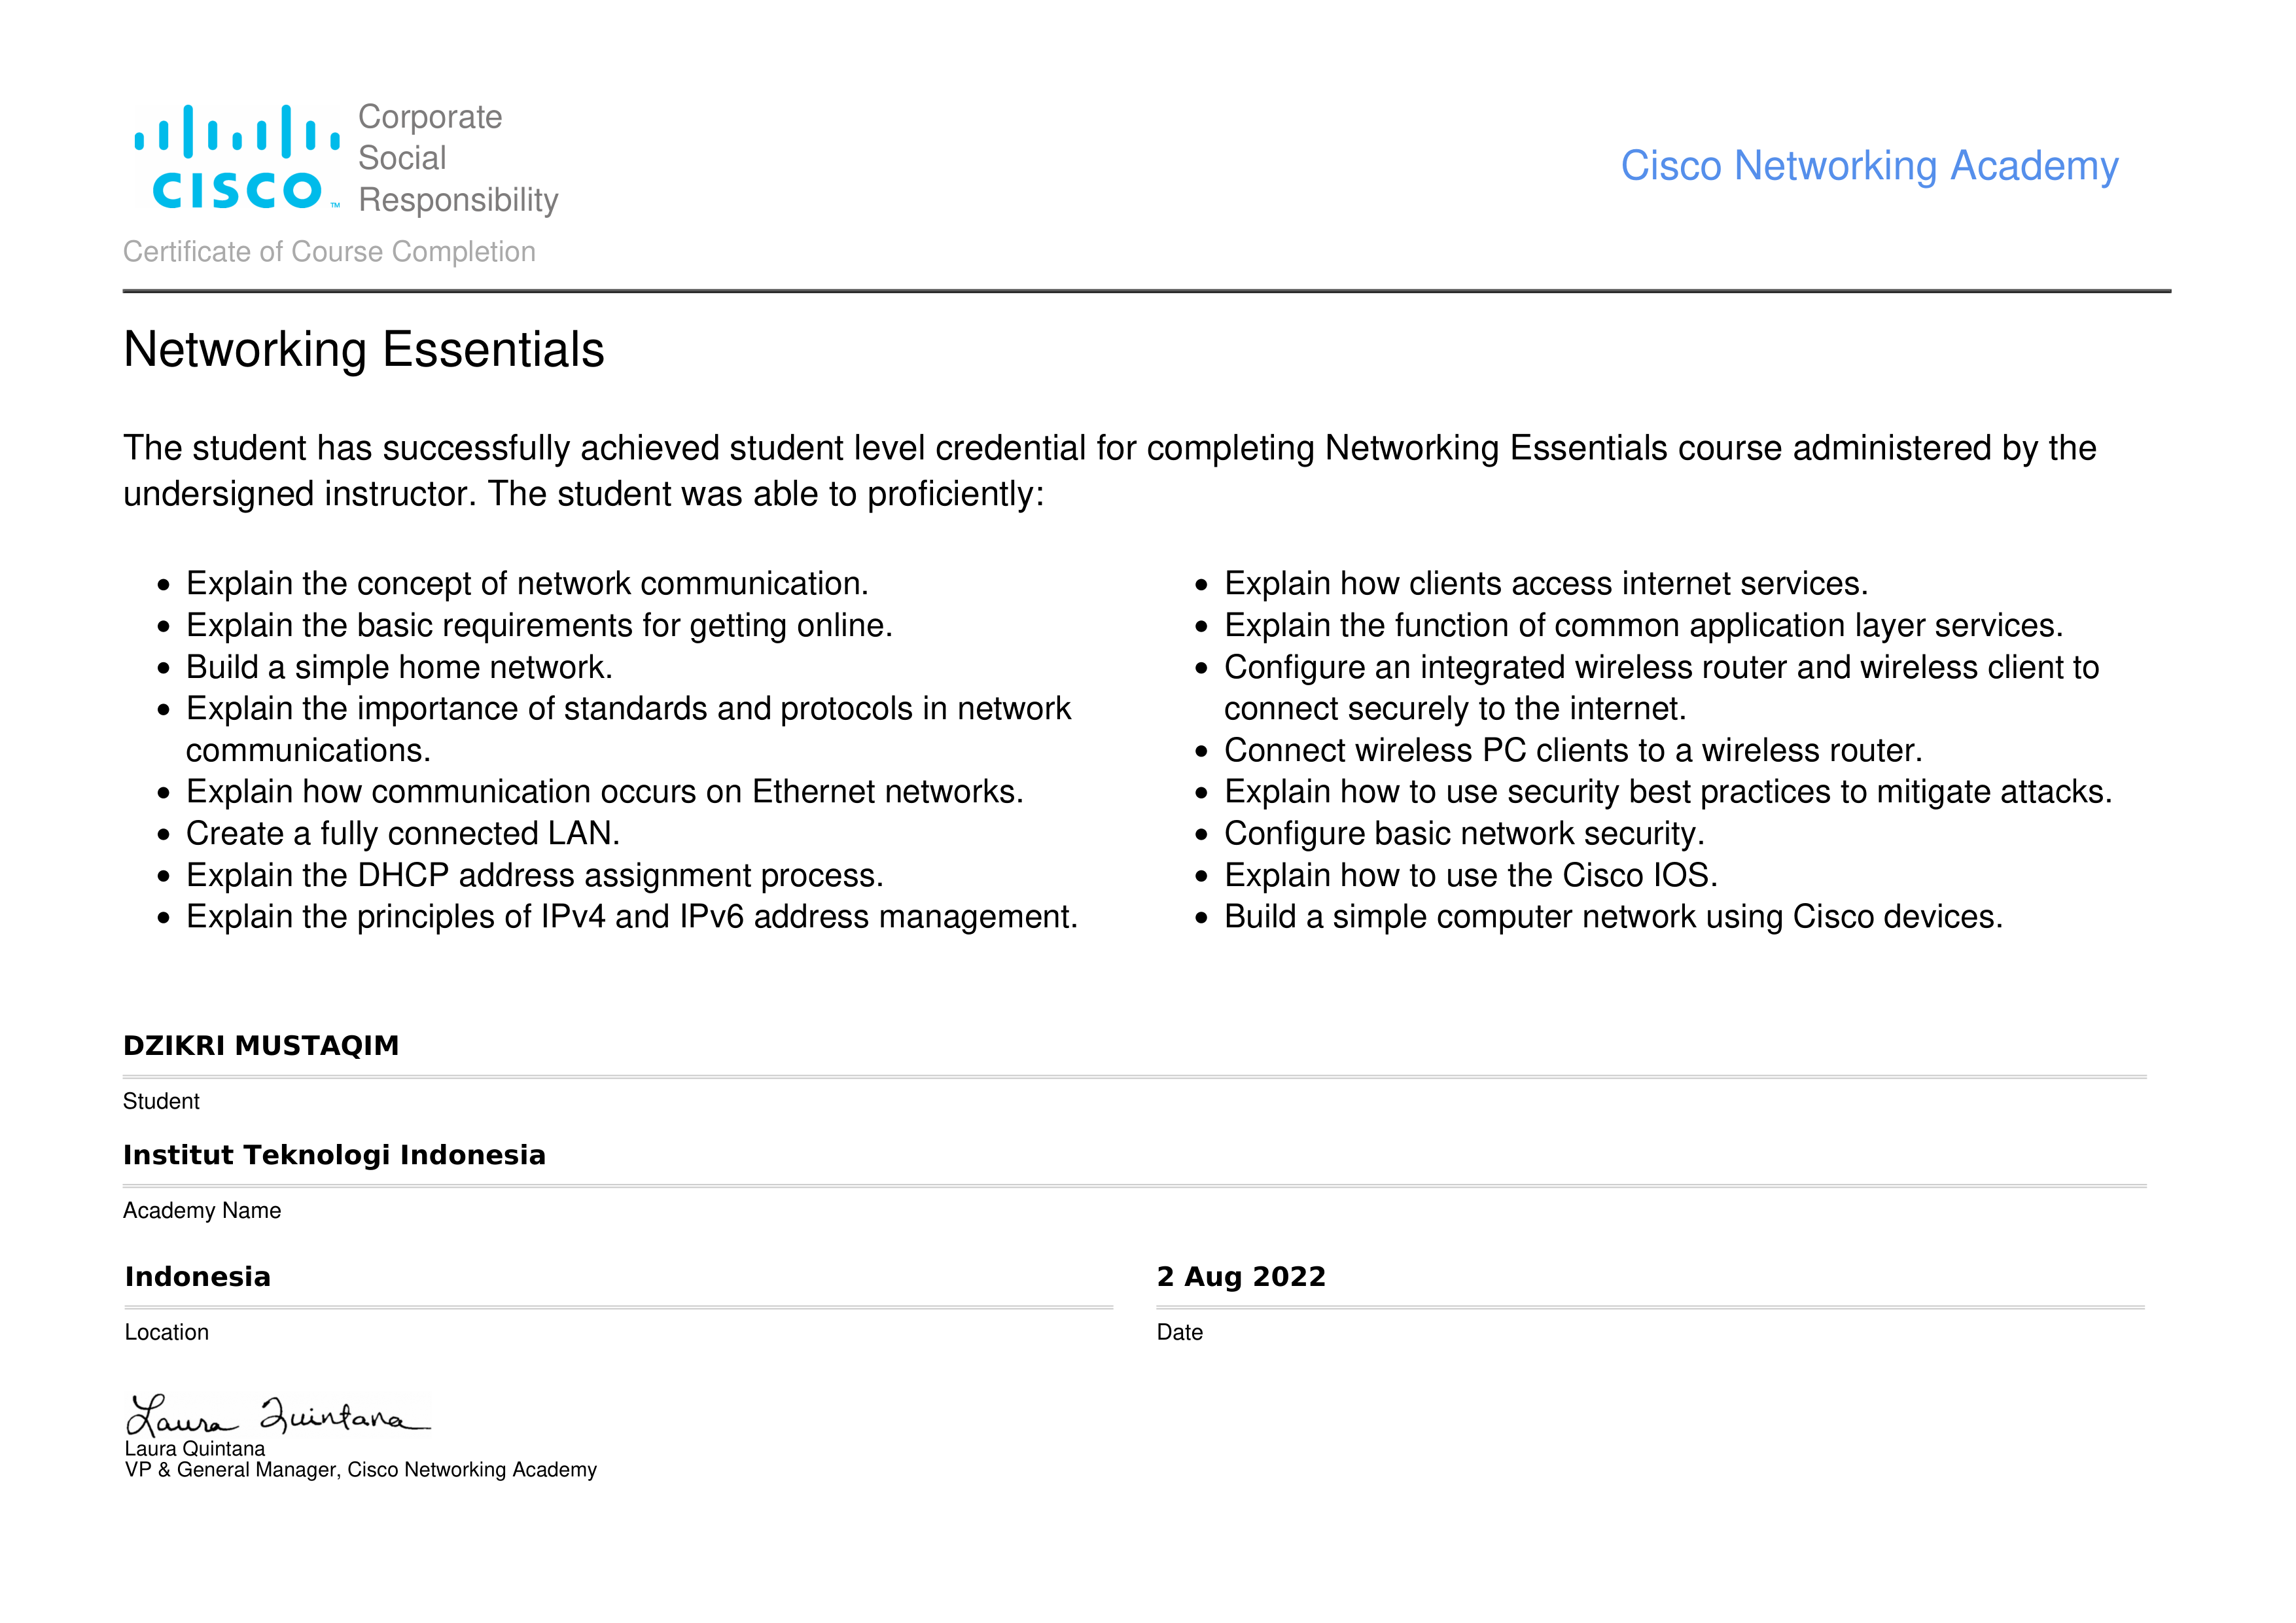 Corporate
Social
Responsibility
CISCO™
Cisco Networking Academy
Certificate of Course Completion
Networking Essentials
The student has successfully achieved student level credential for completing Networking Essentials course administered by the
undersigned instructor. The student was able to proficiently:
• Explain the concept of network communication.
• Explain the basic requirements for getting online.
• Build a simple home network.
• Explain the importance of standards and protocols in network
communications.
• Explain how communication occurs on Ethernet networks.
• Create a fully connected LAN.
• Explain the DHCP address assignment process.
• Explain the principles of IPv4 and IPv6 address management.
• Explain how clients access internet services.
• Explain the function of common application layer services.
• Configure an integrated wireless router and wireless client to
connect securely to the internet.
• Connect wireless PC clients to a wireless router.
• Explain how to use security best practices to mitigate attacks.
• Configure basic network security.
• Explain how to use the Cisco IOS.
• Build a simple computer network using Cisco devices.
DZIKRI MUSTAQIM
Student
Institut Teknologi Indonesia
Academy Name
Indonesia
Location
2 Aug 2022
Date
Laura Quintana
Laura Quintana
VP & General Manager, Cisco Networking Academy